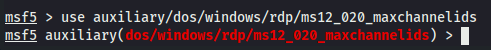 msf5 > use auxiliary/dos/windows/rdp/ms12_020_maxchannelids
msf5 auxiliary(dos/windows/rdp/ms12_020_maxchannelids) >